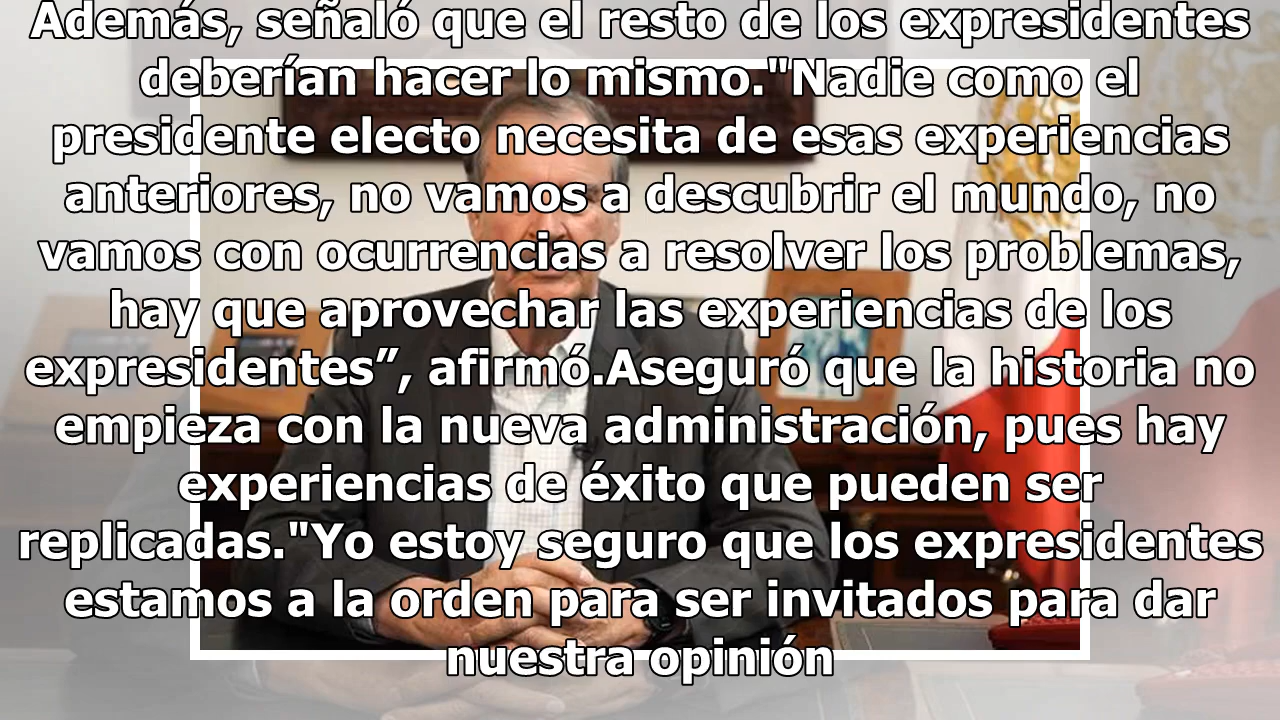 Además, señaló que el resto de los expresidentes
deberían hacer lo mismo."Nadie como el
presidente electo necesita de esas experiencias
anteriores, no vamos a descubrir el mundo, no
vamos con ocurrencias a resolver los problemas,
hay que aprovechar las experiencias de los
expresidentes”, afirmó.Aseguró que la historia no
empieza con la nueva administración, pues hay
experiencias de éxito que pueden ser
replicadas."Yo estoy seguro que los expresidentes
estamos a la orden para ser invitados para dar
nuestra opinión